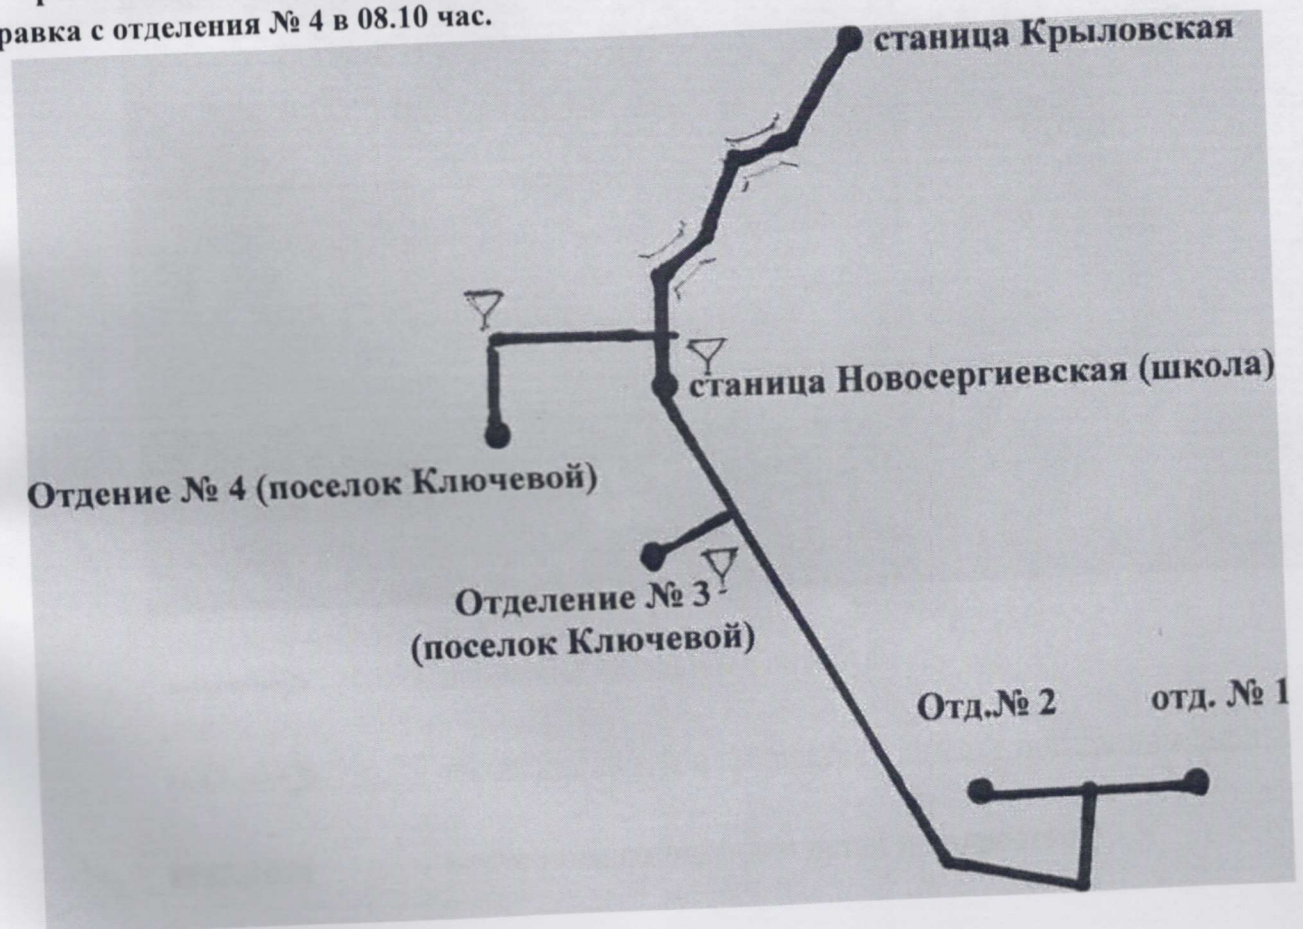 с отделения № 4 в 08.10 час.
станица Крыловская
станица Новосергиевская (школа)
Отдение № 4 (поселок Ключевой)
Отделение № 3
(поселок Ключевой)
Отд.№ 2 отд. № 1